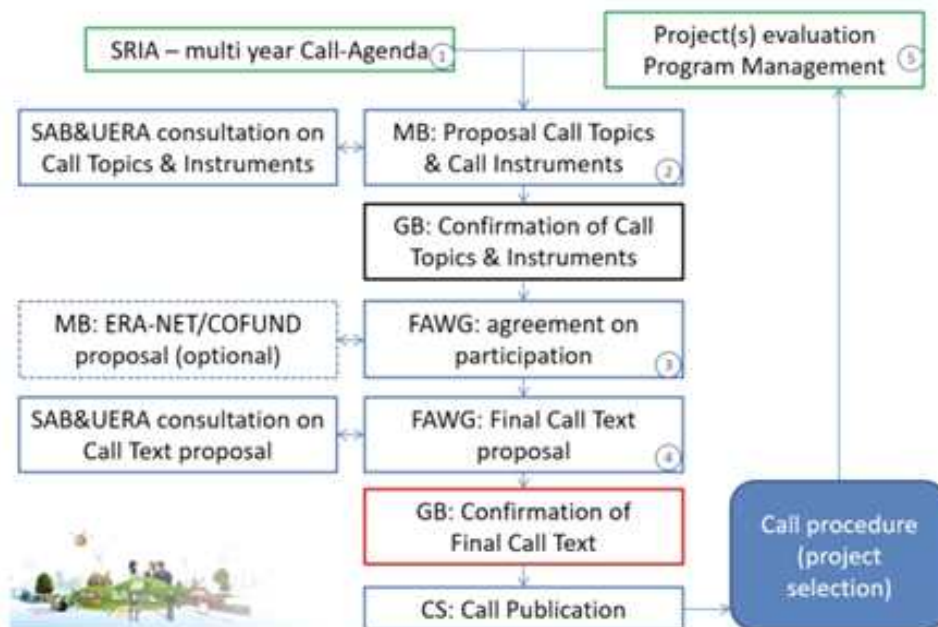 SRIA – multi year Call-Agenda
1
Project(s) evaluation
Program Management
5
SAB&UERA consultation on
Call Topics & Instruments
MB: Proposal Call Topics
& Call Instruments
2
GB: Confirmation of Call
Topics & Instruments
MB: ERA-NET/COFUND
proposal (optional)
FAWG: agreement on
participation
3
SAB&UERA consultation on
Call Text proposal
FAWG: Final Call Text
proposal
4
GB: Confirmation of
Final Call Text
Call procedure
(project
selection)
CS: Call Publication